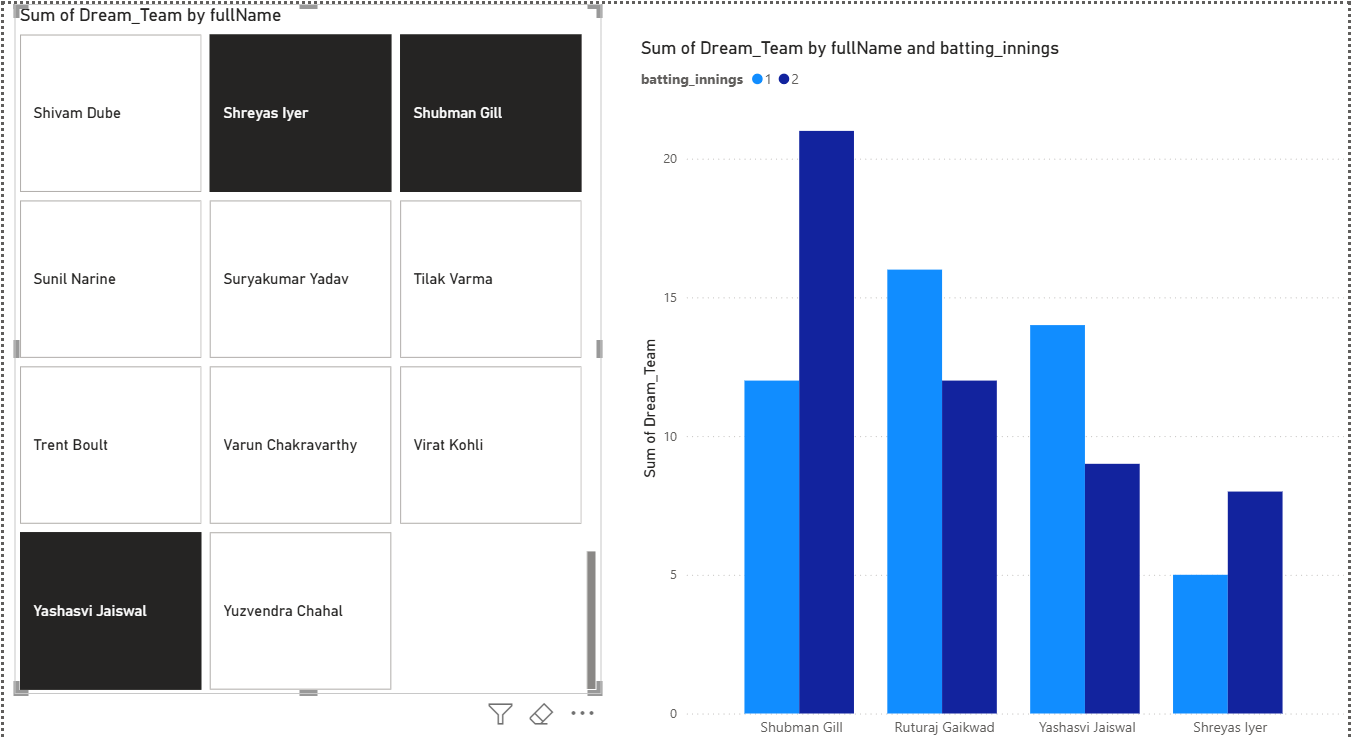 Sum of Dream_Team by fullName
Shivam Dube
Shreyas Iyer
Shubman Gill
Sunil Narine
Suryakumar Yadav
Tilak Varma
Trent Boult
Varun Chakravarthy
Virat Kohli
Yashasvi Jaiswal
Yuzvendra Chahal
Sum of Dream_Team by fullName and batting_innings
batting_innings 1 2
Sum of Dream_Team
20
15
10
5
0
Shubman Gill
Ruturaj Gaikwad
Yashasvi Jaiswal
Shreyas Iyer